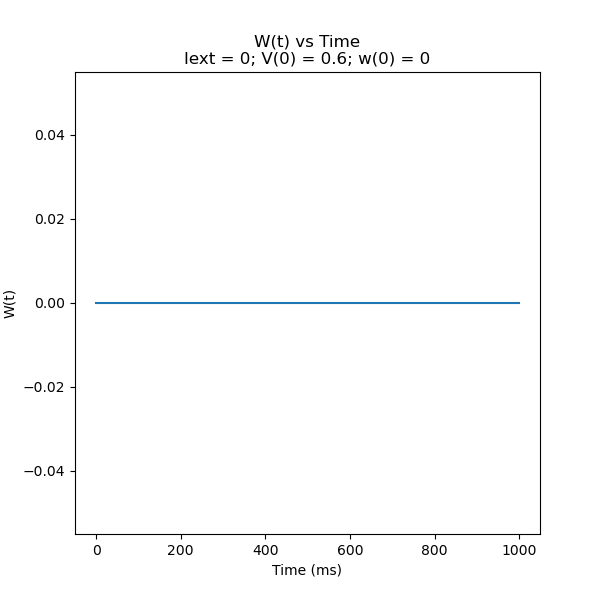 W(t) vs Time
Iext = 0; V(0) = 0.6; w(0) = 0
0.04
0.02
0.00
−0.02
−0.04
W(t)
0 200 400 600 800 1000
Time (ms)